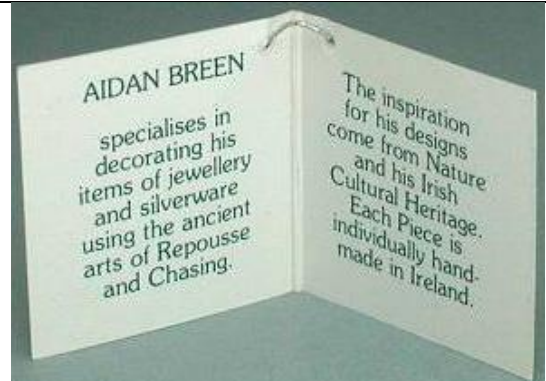 AIDAN BREEN
specialises in
decorating his
items of jewellery
and silverware
using the ancient
arts of Repousse
and Chasing.
The inspiration
for his designs
come from Nature
and his Irish
Cultural Heritage.
Each Piece is
individually hand-
made in Ireland.